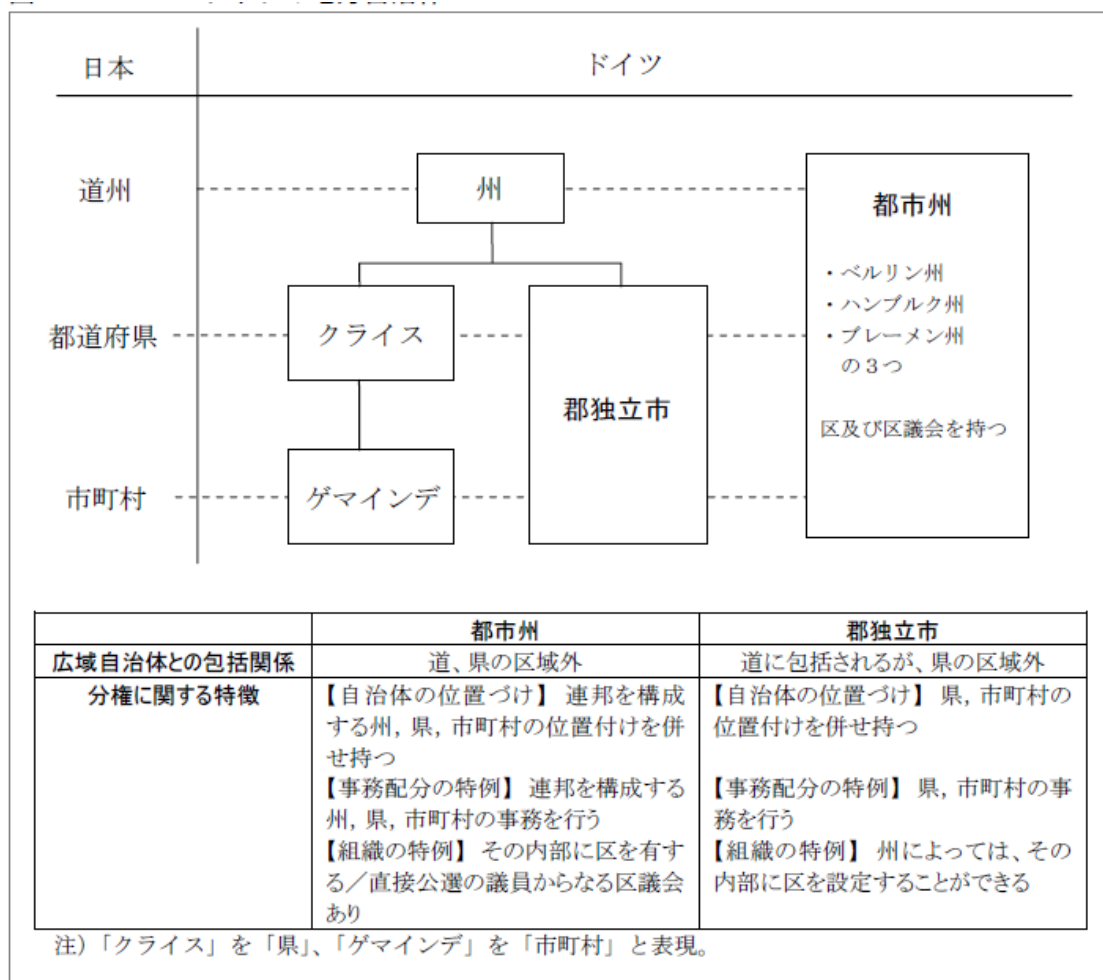 日本
ドイツ
道州
州
都市州
・ベルリン州
・ハンブルク州
・ブレーメン州
の3つ
区及び区議会を持つ
都道府県
クライス
郡独立市
市町村
ゲマインデ
都市州 郡独立市
広域自治体との包括関係 道、県の区域外 道に包括されるが、県の区域外
分権に関する特徴
【自治体の位置づけ】 連邦を構成
する州, 県, 市町村の位置付けを併
せ持つ
【事務配分の特例】 連邦を構成する
州, 県, 市町村の事務を行う
【組織の特例】 その内部に区を有す
る/直接公選の議員からなる区議会
あり
【自治体の位置づけ】 県, 市町村の
位置付けを併せ持つ
【事務配分の特例】 県, 市町村の事
務を行う
【組織の特例】 州によっては、その
内部に区を設定することができる
注)「クライス」を「県」、「ゲマインデ」を「市町村」と表現。